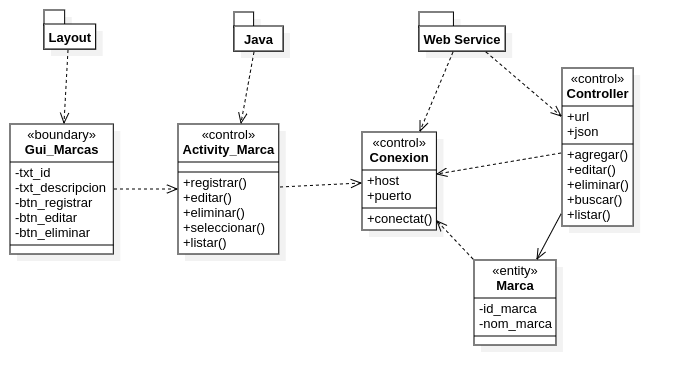 Layout
Java
Web Service
«boundary»
Gui_Marcas
-txt_id
-txt_descripcion
-btn_registrar
-btn_editar
-btn_eliminar
«control»
Activity_Marca
+registrar()
+editar()
+eliminar()
+seleccionar()
+listar()
«control»
Conexion
+host
+puerto
+conectat()
«control»
Controller
+url
+json
+agregar()
+editar()
+eliminar()
+buscar()
+listar()
«entity»
Marca
-id_marca
-nom_marca